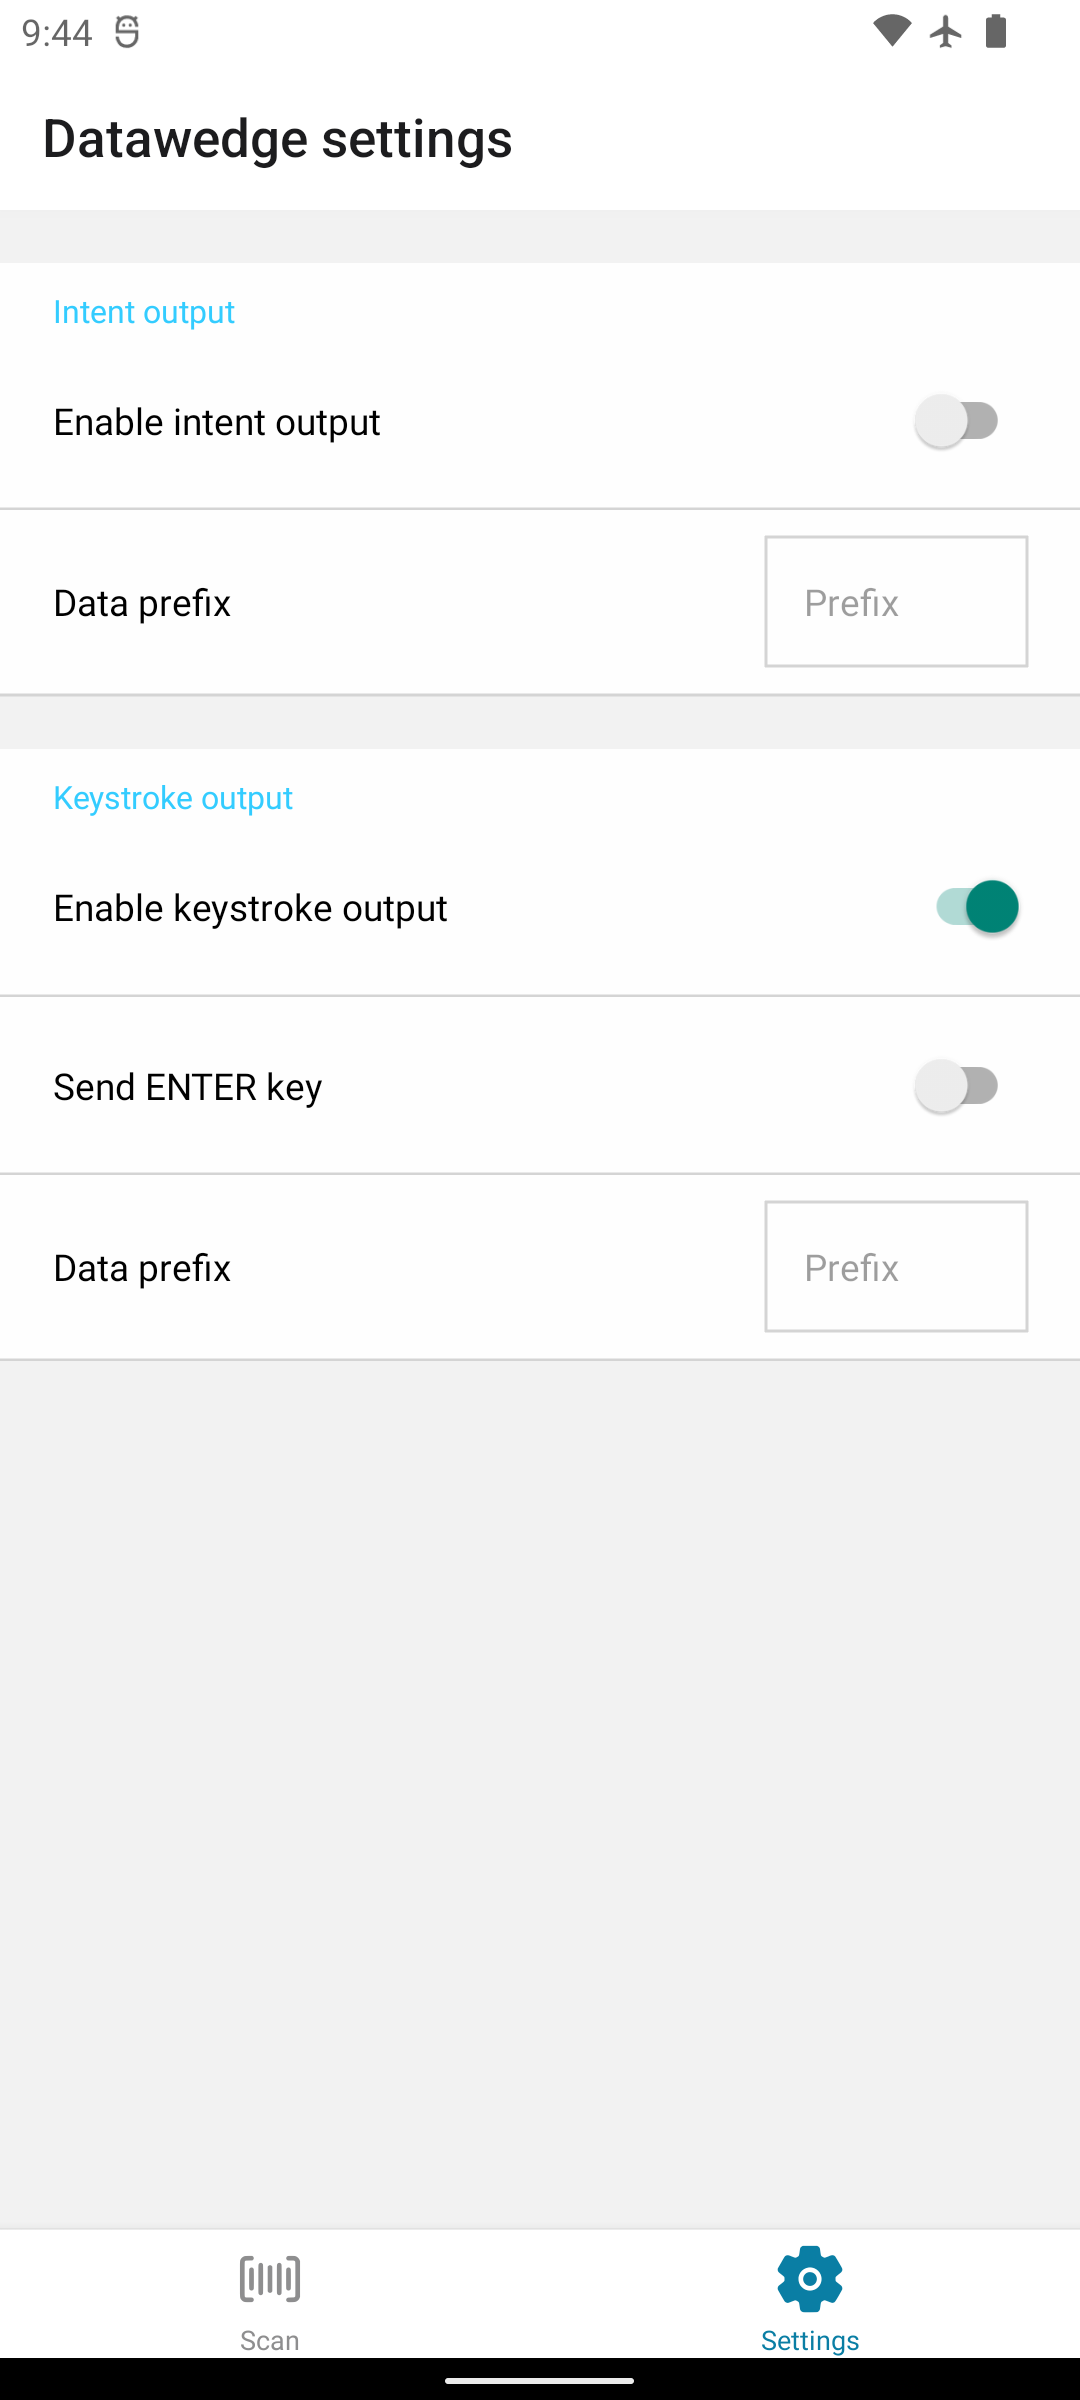 9:44
Datawedge settings
Intent output
Enable intent output
Data prefix
Prefix
Keystroke output
Enable keystroke output
Send ENTER key
Data prefix
Prefix
Scan
Settings